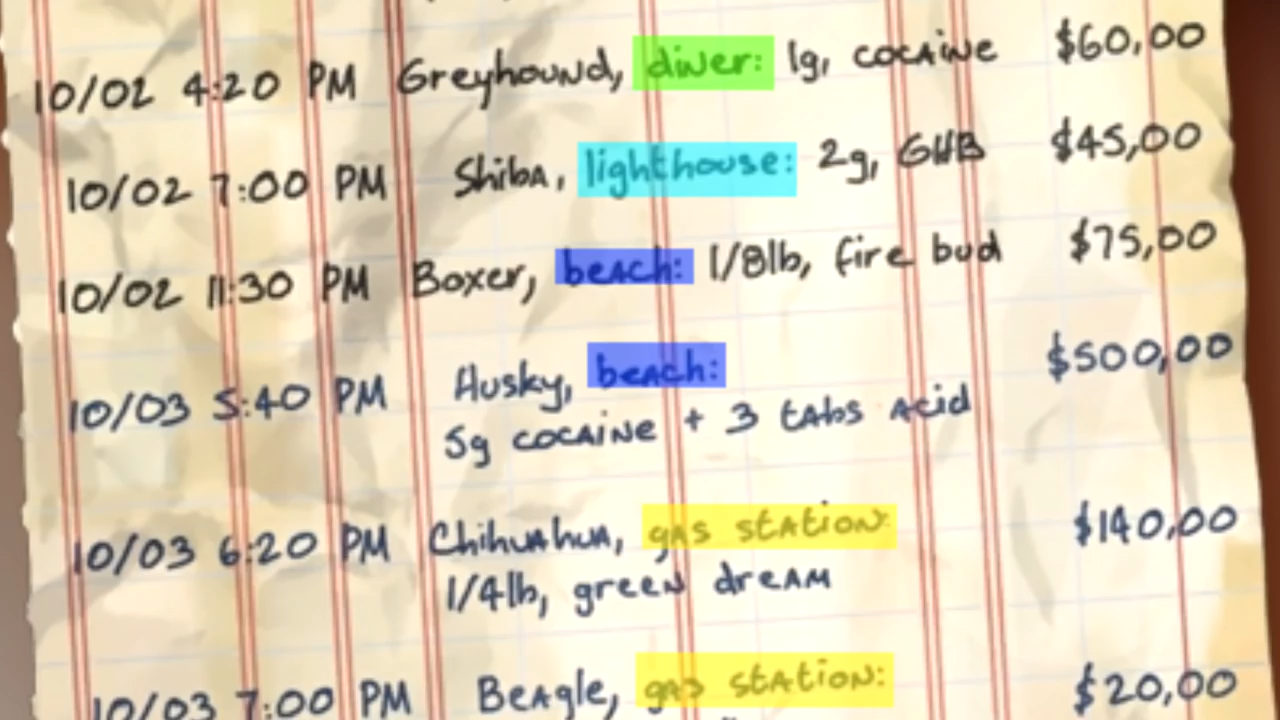 10/02 4:20 PM Greyhound, diner: 1g, cocaine $60,00
10/02 7:00 PM Shiba, lighthouse: 2g, GHB $45,00
10/02 11:30 PM Boxer, beach: 1/8lb, fire bud $75,00
10/03 5:40 PM Husky, beach: $500,00
5g cocaine + 3 tabs acid
10/03 6:20 PM Chihuahua, gas station: $140,00
1/4lb, green dream
10/03 7:00 PM Beagle, gas station: $20,00